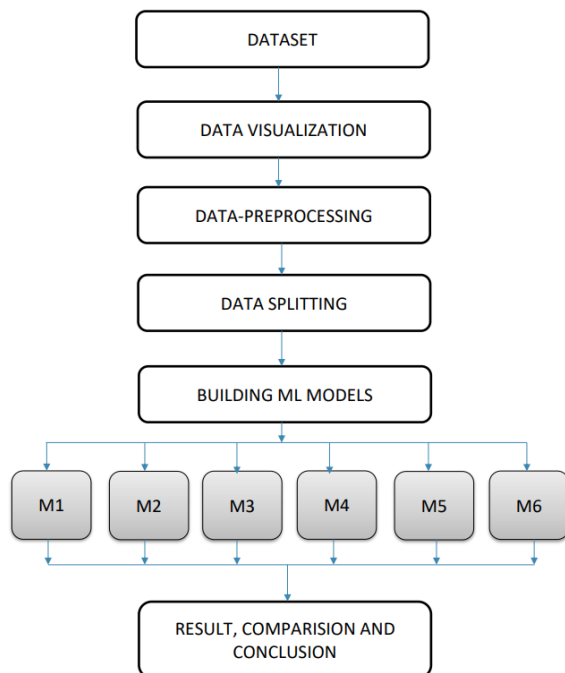 DATASET
DATA VISUALIZATION
DATA-PREPROCESSING
DATA SPLITTING
BUILDING ML MODELS
M1 M2 M3 M4 M5 M6
RESULT, COMPARISION AND
CONCLUSION